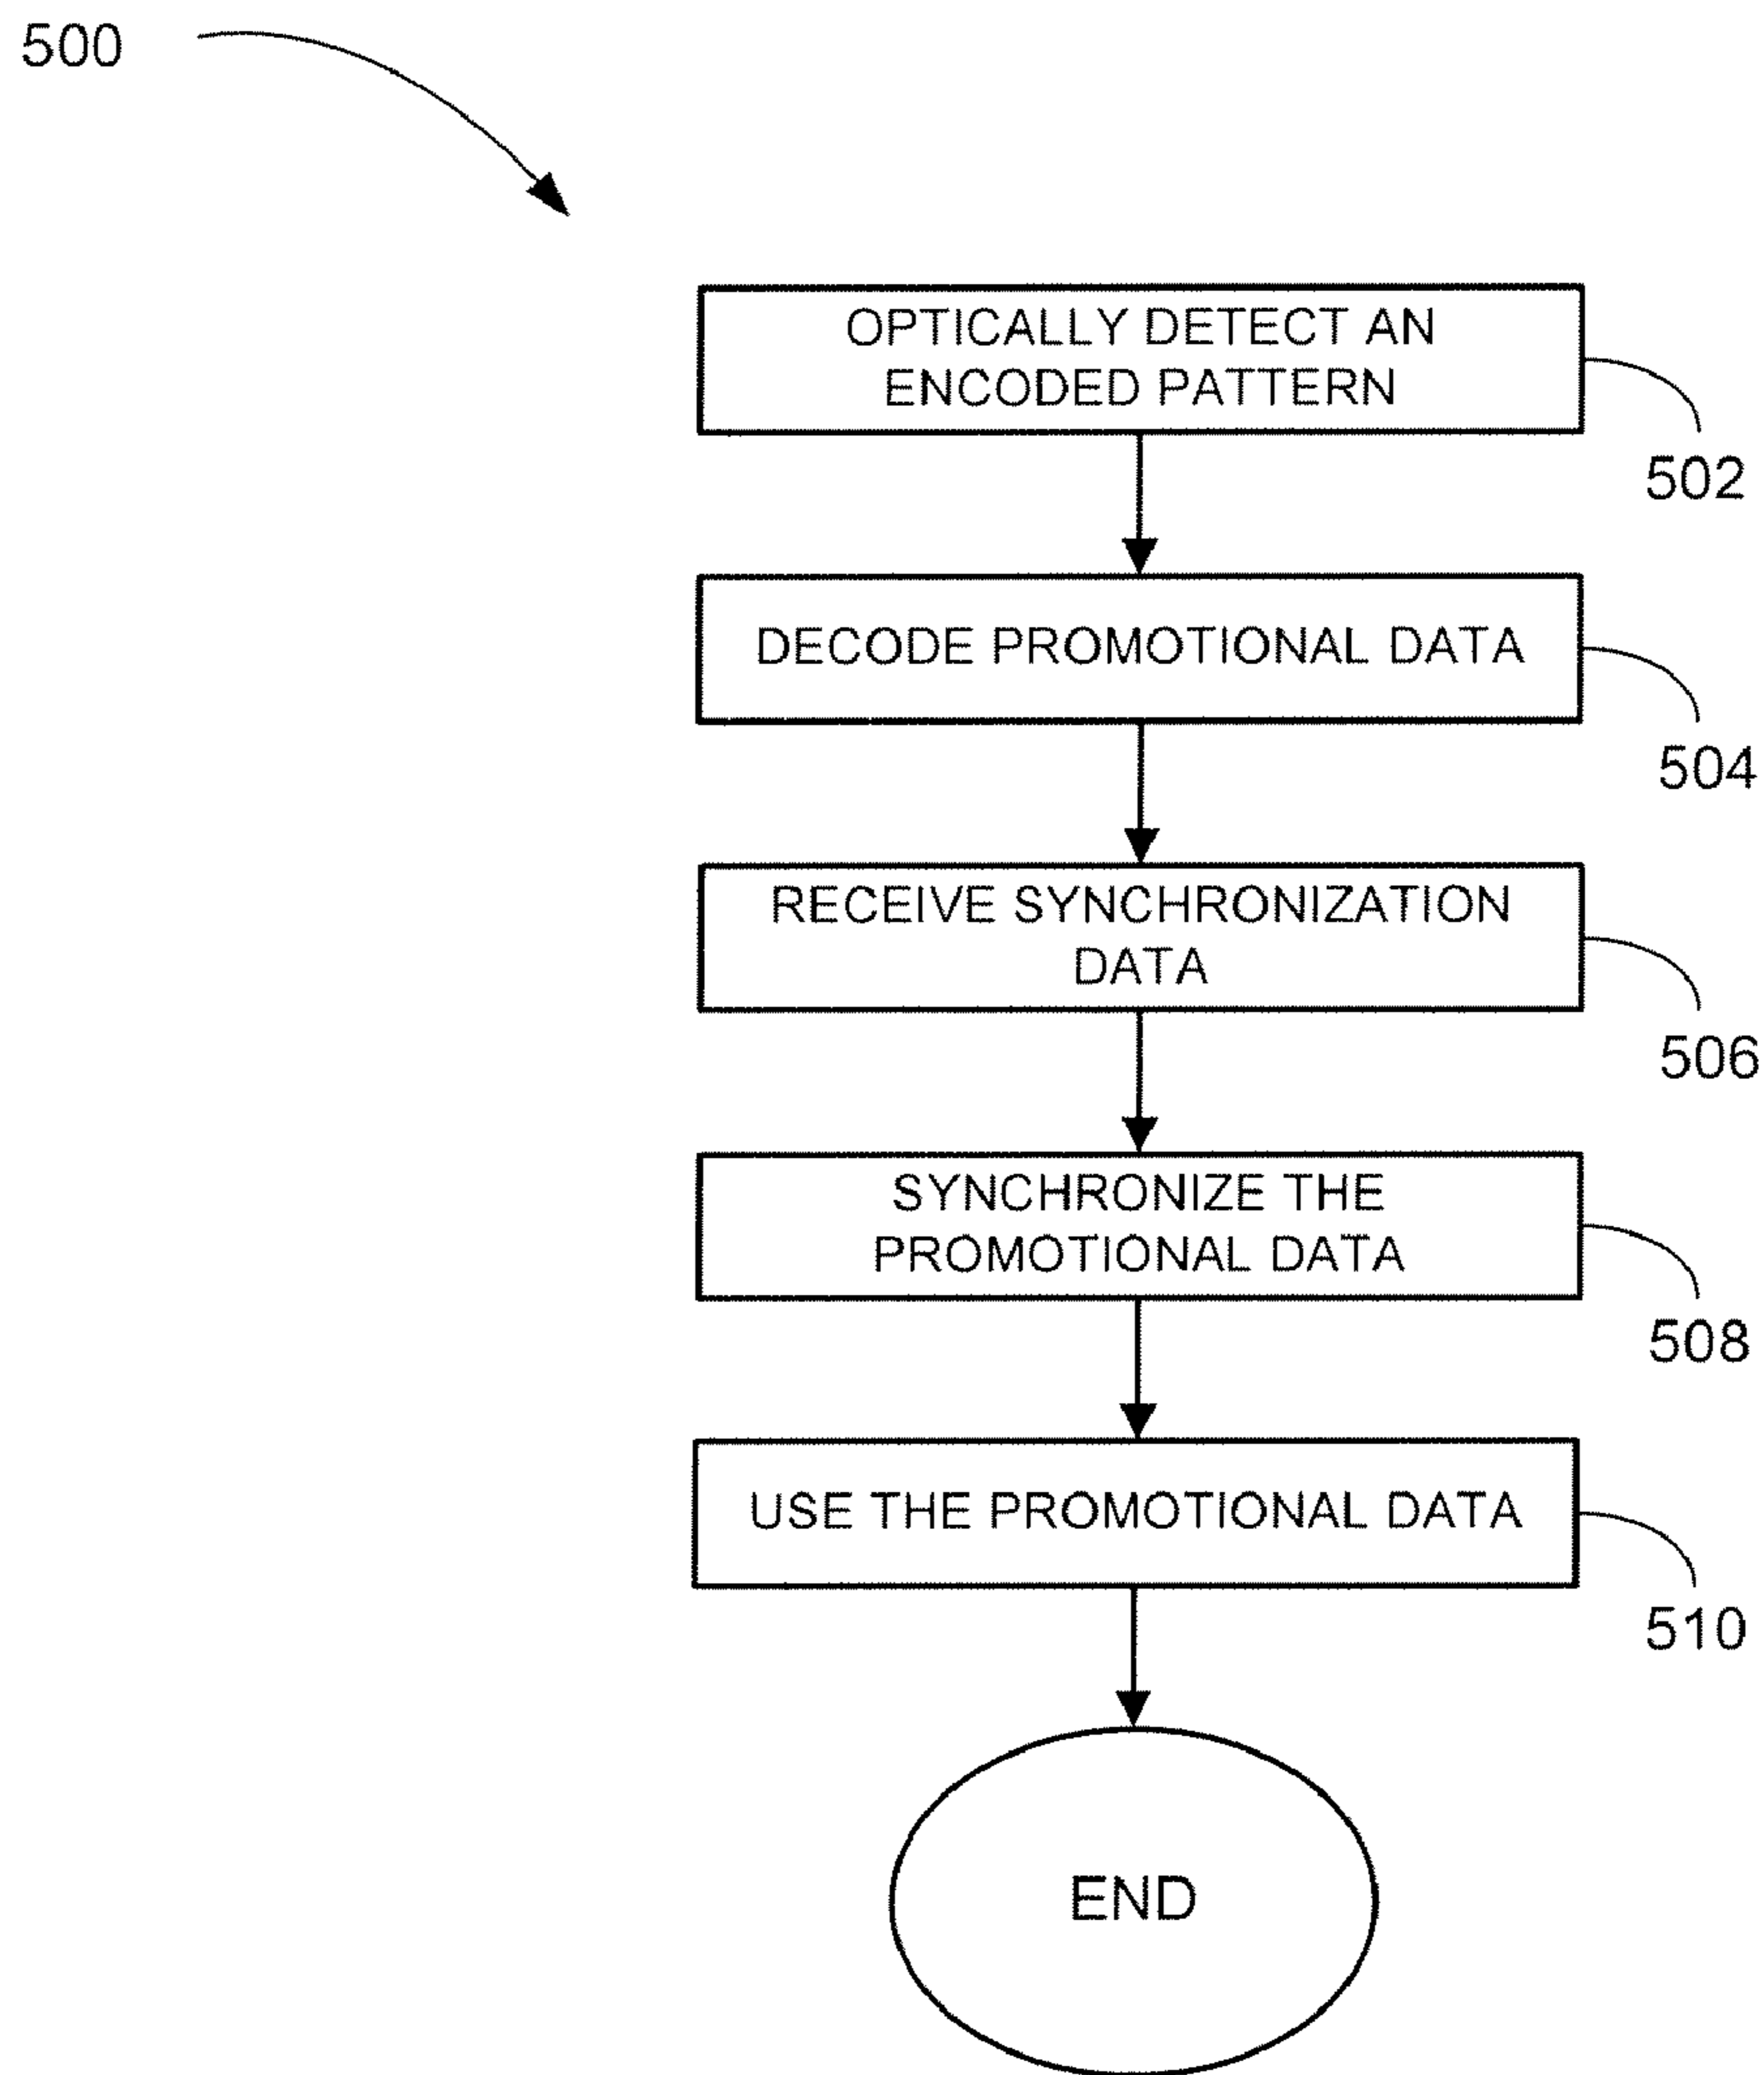 500
OPTICALLY DETECT AN
ENCODED PATTERN
502
DECODE PROMOTIONAL DATA
504
RECEIVE SYNCHRONIZATION
DATA
506
SYNCHRONIZE THE
PROMOTIONAL DATA
508
USE THE PROMOTIONAL DATA
510
END